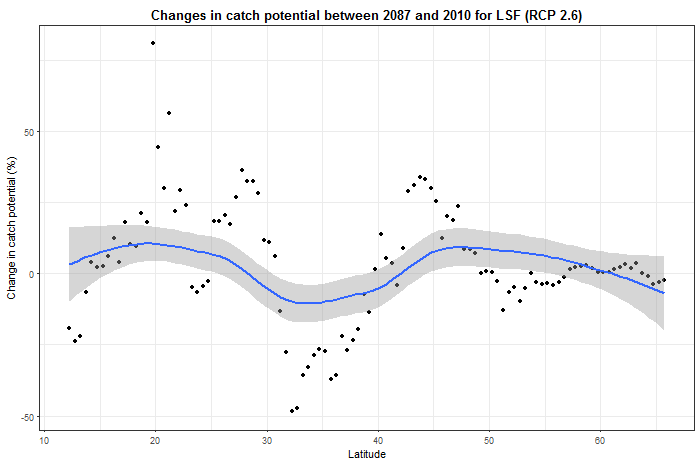 Changes in catch potential between 2087 and 2010 for LSF (RCP 2.6)
Change in catch potential (%)
50
0
-50
10 20 30 40 50 60
Latitude